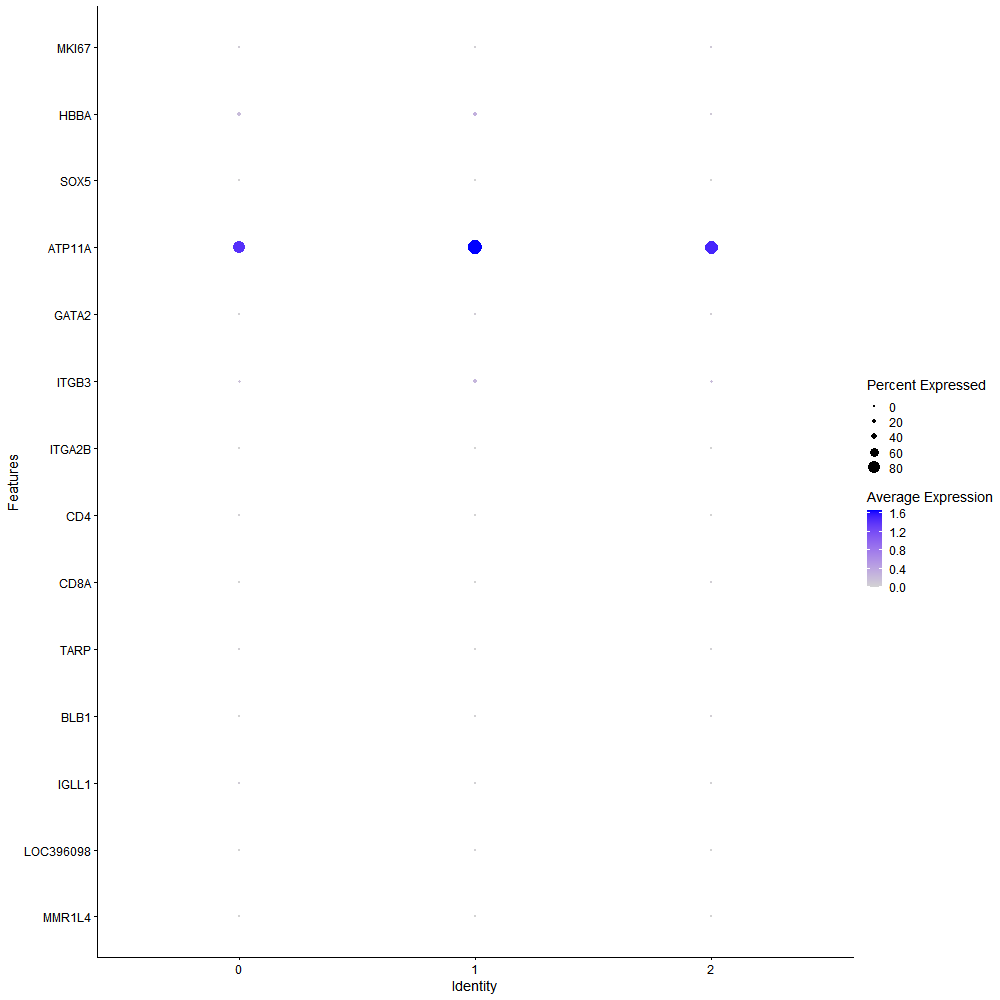 MKI67
HBBA
SOX5
ATP11A
GATA2
ITGB3
ITGA2B
CD4
CD8A
TARP
BLB1
IGLL1
LOC396098
MMR1L4
Features
0
1
2
Identity
Percent Expressed
0
20
40
60
80
Average Expression
1.6
1.2
0.8
0.4
0.0